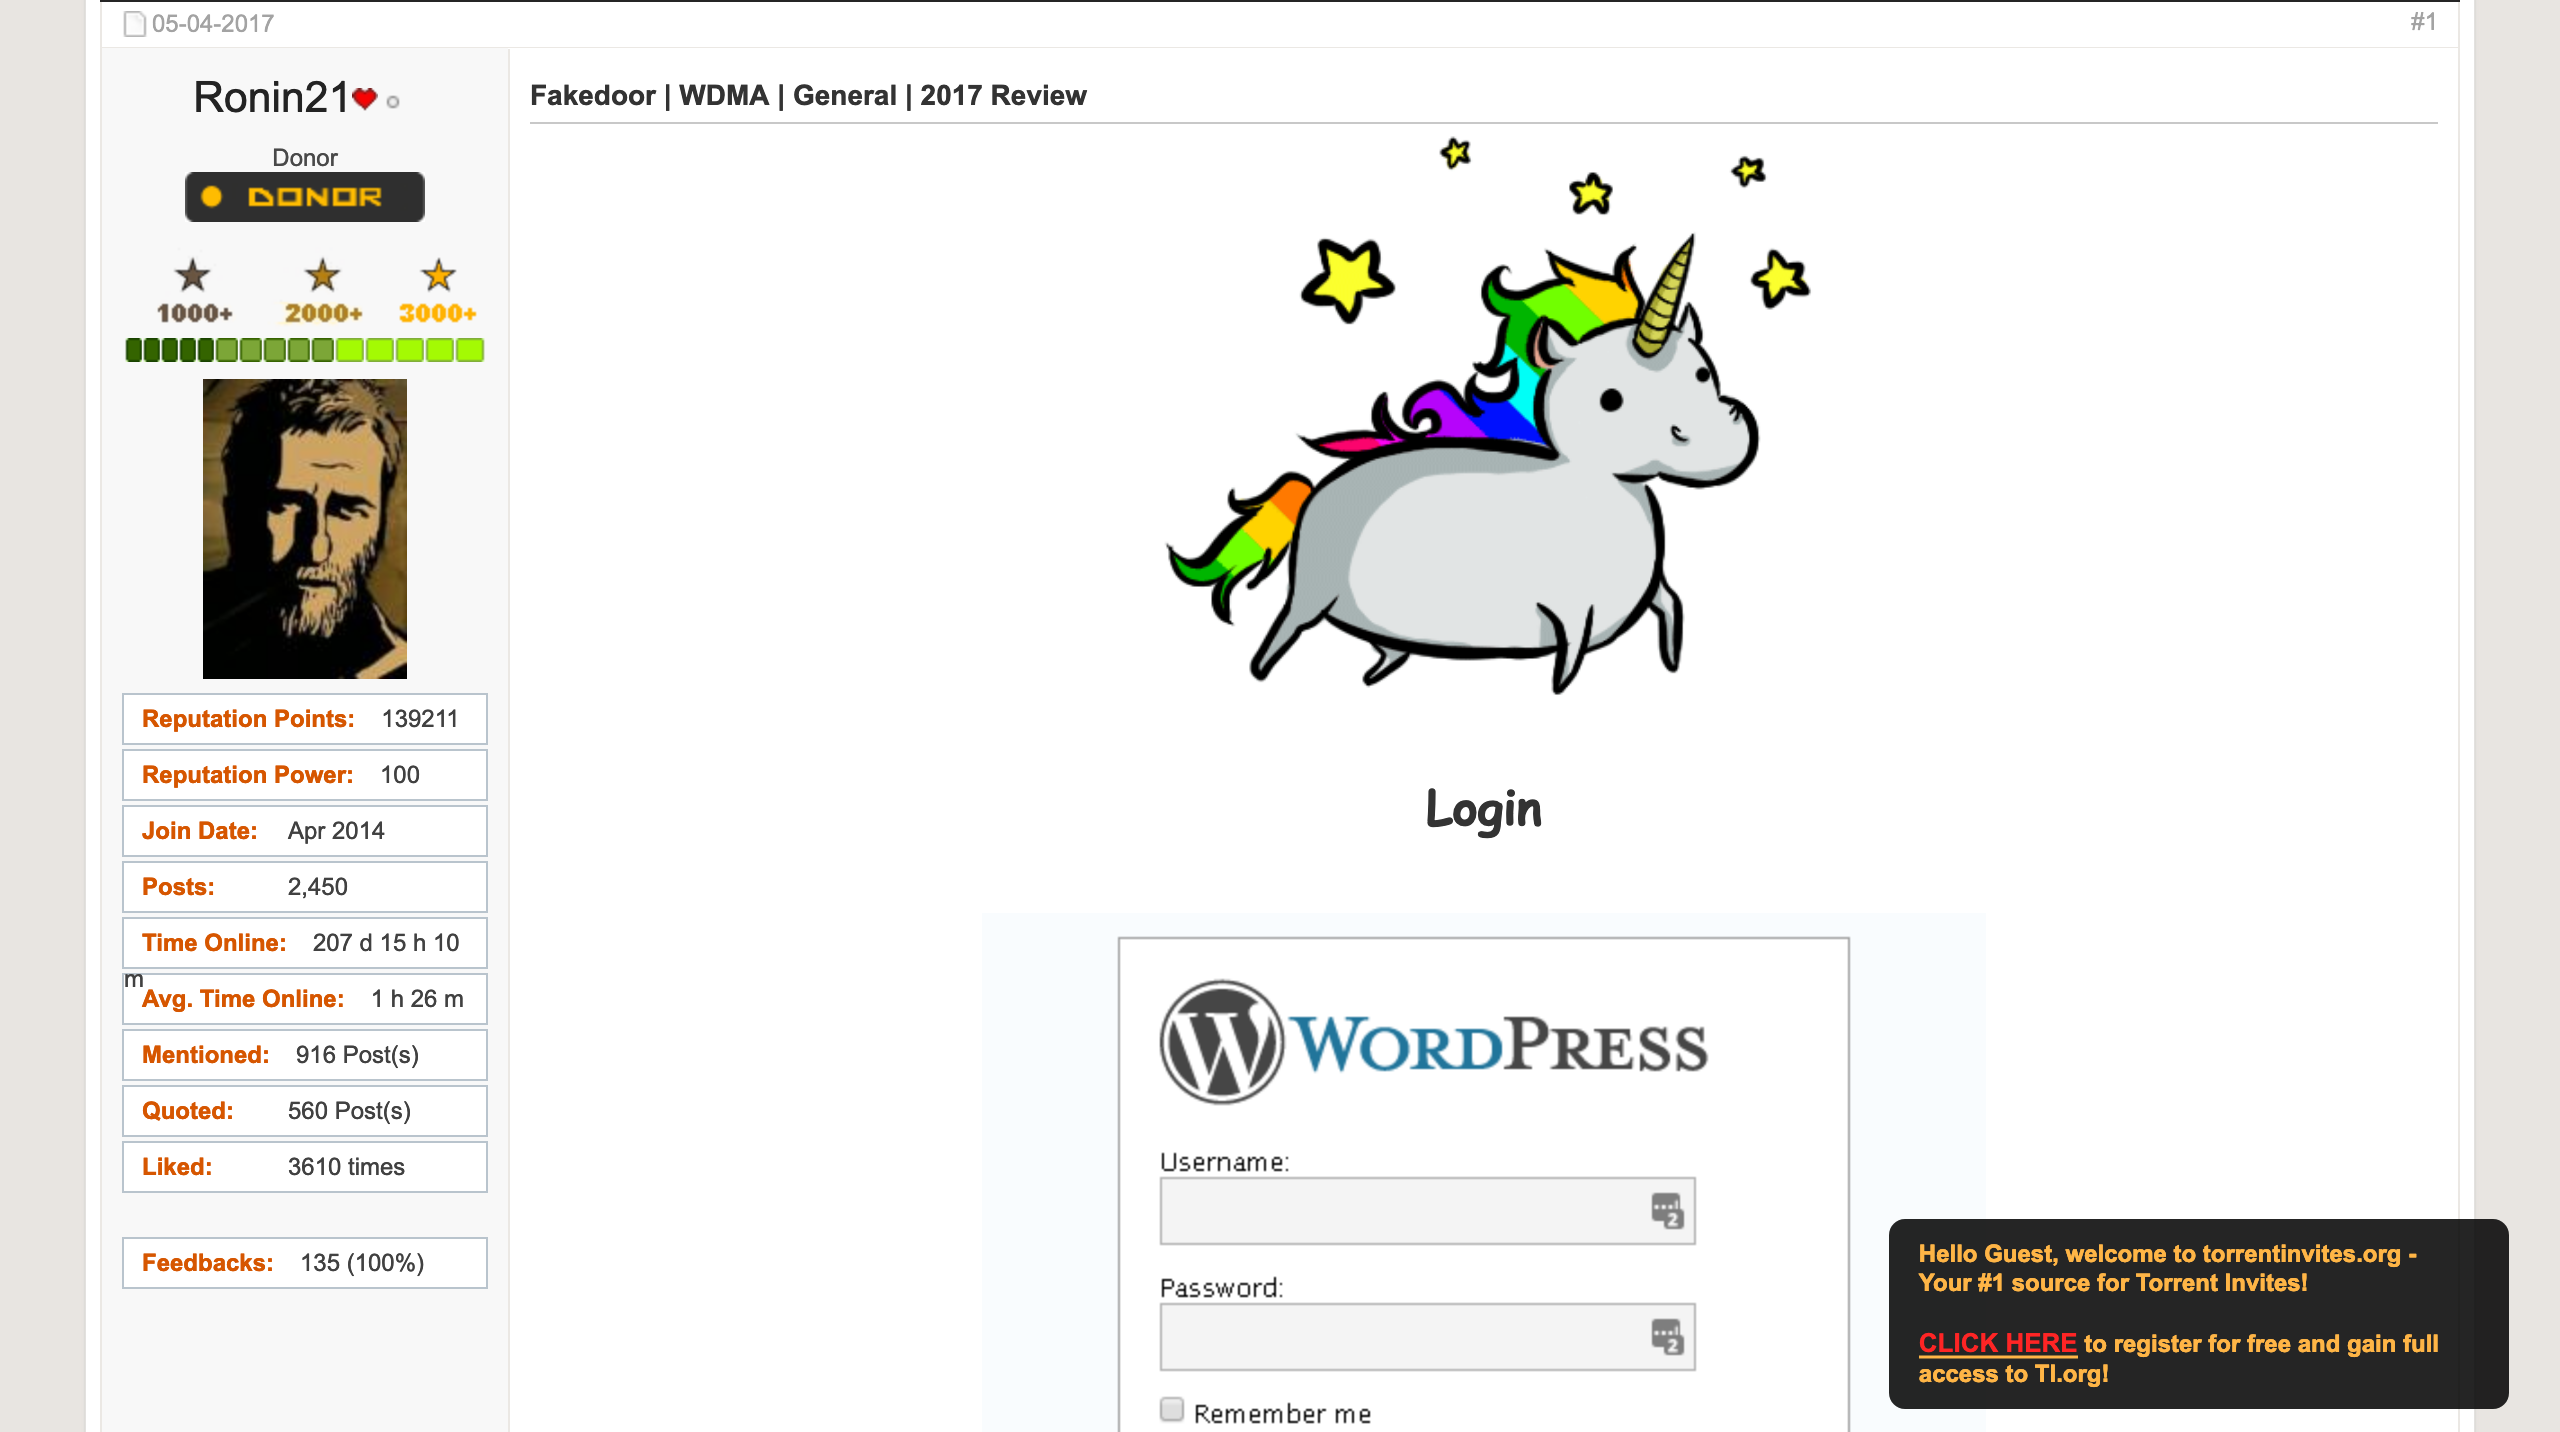 05-04-2017
#1
Ronin21
Donor
DONOR
1000+ 2000+ 3000+
Reputation Points: 139211
Reputation Power: 100
Join Date: Apr 2014
Posts: 2,450
Time Online: 207 d 15 h 10
m
Avg. Time Online: 1 h 26 m
Mentioned: 916 Post(s)
Quoted: 560 Post(s)
Liked: 3610 times
Feedbacks: 135 (100%)
Fakedoor | WDMA | General | 2017 Review
Login
W WORDPRESS
Username:
2
Password:
2
Remember me
Hello Guest, welcome to torrentinvites.org -
Your #1 source for Torrent Invites!
CLICK HERE to register for free and gain full
access to TI.org!